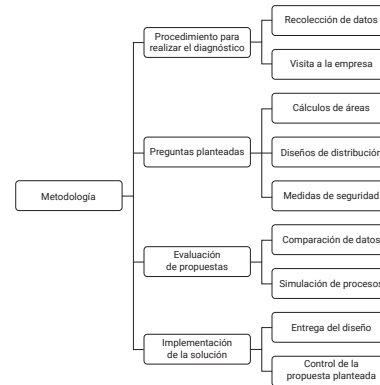 Metodología
Procedimiento para
realizar el diagnóstico
Recolección de datos
Visita a la empresa
Preguntas planteadas
Cálculos de áreas
Diseños de distribución
Medidas de seguridad
Evaluación
de propuestas
Comparación de datos
Simulación de procesos
Implementación
de la solución
Entrega del diseño
Control de la
propuesta planteada